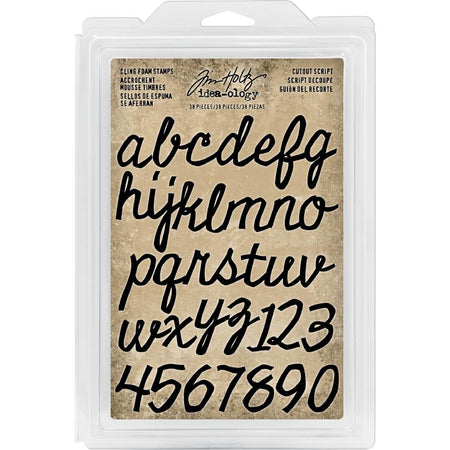 CLING FOAM STAMPS
ACCROCHENT
MOUSSE TIMBRES
SELLOS DE ESPUMA
SE AFERRAN
Tim Holtz
idea-ology
38 PIECES/38 PIÈCES/38 PIEZAS
CUTOUT SCRIPT
SCRIPT DÉCOUPÉ
GUIÓN DEL RECORTE
abcdefg
hijklmno
pqrstuv
wxyz123
4567890